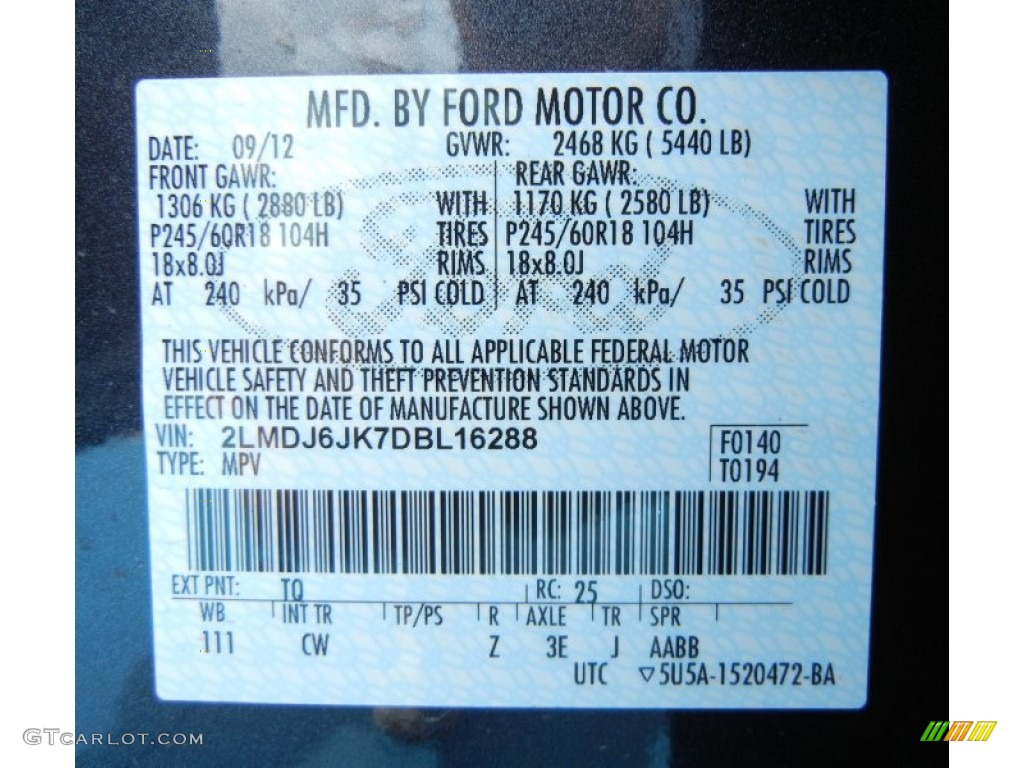 MFD. BY FORD MOTOR CO.
DATE: 09/12 GVWR: 2468 KG ( 5440 LB)
FRONT GAWR: REAR GAWR:
1306 KG ( 2880 LB) WITH 1170 KG ( 2580 LB) WITH
P245/60R18 104H TIRES P245/60R18 104H TIRES
18x8.0J RIMS 18x8.0J RIMS
AT 240 kPa/ 35 PSI COLD AT 240 kPa/ 35 PSI COLD
Ford
THIS VEHICLE CONFORMS TO ALL APPLICABLE FEDERAL MOTOR
VEHICLE SAFETY AND THEFT PREVENTION STANDARDS IN
EFFECT ON THE DATE OF MANUFACTURE SHOWN ABOVE.
VIN: 2LMDJ6JK7DBL16288 F0140
TYPE: MPV T0194
EXT PNT: TQ RC: 25 DSO:
WB INT TR TP/PS R AXLE TR SPR
111 CW Z 3E J AABB
UTC ▽5U5A-1520472-BA
GTCARLOT.COM